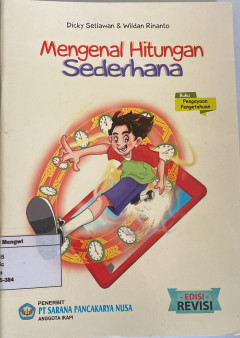 Dicky Setiawan & Wildan Rinanto
Mengenal Hitungan
Sederhana
Buku
Pengayaan
Pengetahuan
Mengwi
-384
PENERBIT
PT SARANA PANCAKARYA NUSA
ANGGOTA IKAPI
- EDISI -
REVISI